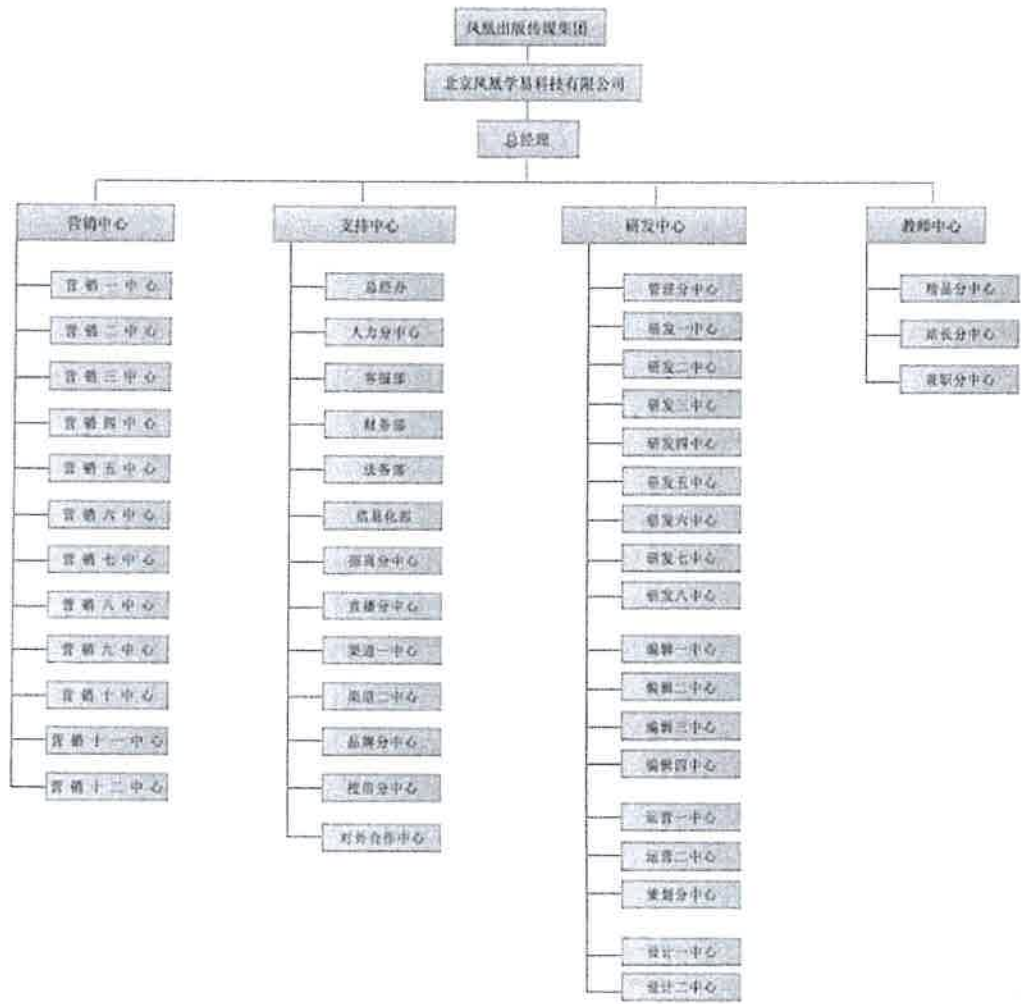 凤凰出版传媒集团
北京凤凰学易科技有限公司
总经理
营销中心
营销一中心
营销二中心
营销三中心
营销四中心
营销五中心
营销六中心
营销七中心
营销八中心
营销九中心
营销十中心
营销十一中心
营销十二中心
支持中心
总经办
人力分中心
客服部
财务部
法务部
信息化部
直播分中心
渠道一中心
渠道二中心
品牌分中心
对外合作中心
研发中心
管理分中心
研发一中心
研发二中心
研发三中心
研发四中心
研发五中心
研发六中心
研发七中心
研发八中心
编辑一中心
编辑二中心
编辑三中心
编辑四中心
运营一中心
运营二中心
策划分中心
设计一中心
设计二中心
教师中心
精品分中心
站长分中心
兼职分中心